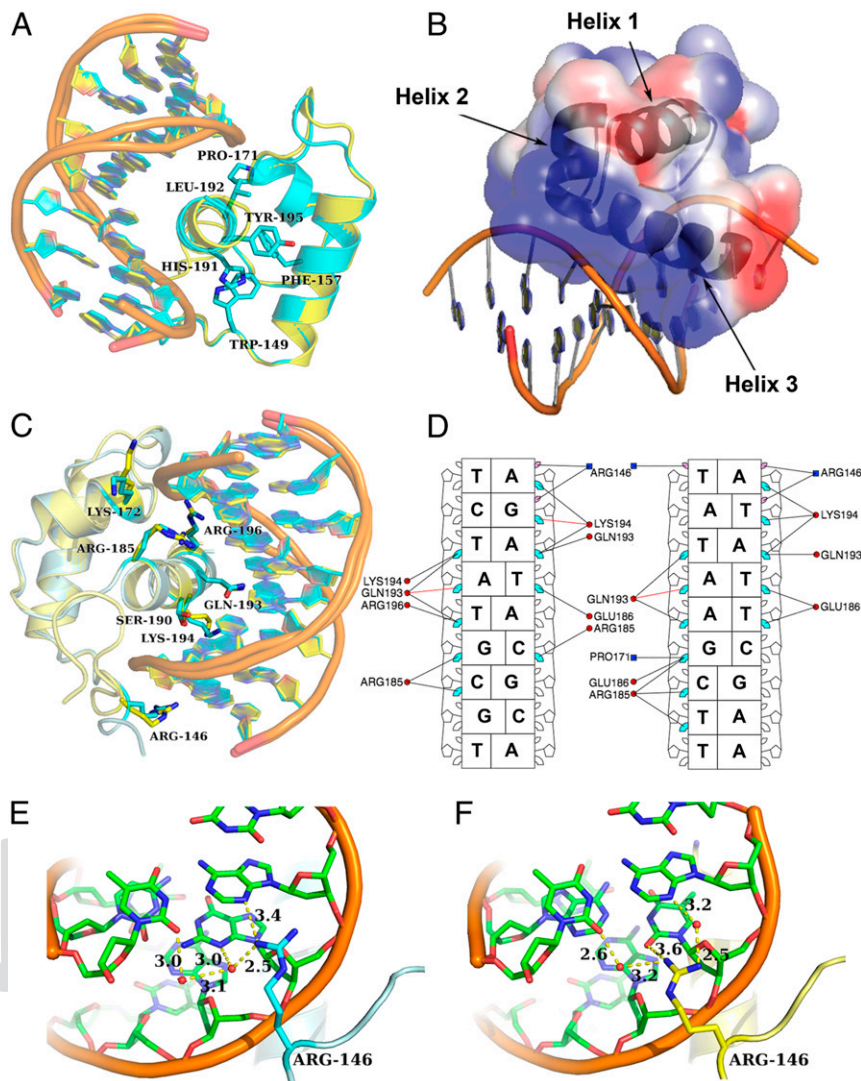 A
PRO-171
LEU-192
TYR-195
HIS-191
PHE-157
TRP-149
B
Helix 1
Helix 2
Helix 3
C
LYS-172
ARG-196
ARG-185
GLN-193
SER-190
LYS-194
ARG-146
D
T A
C G
T A
A T
T A
G C
C G
G C
T A
LYS194
GLN193
ARG196
ARG185
ARG146
LYS194
GLN193
GLU186
ARG185
T A
A T
T A
A T
A T
G C
C G
T A
T A
GLN193
PRO171
GLU186
ARG185
ARG146
LYS194
GLN193
GLU186
E
3.4
3.0
3.0
2.5
3.1
ARG-146
F
3.2
2.6
3.6
2.5
3.2
ARG-146